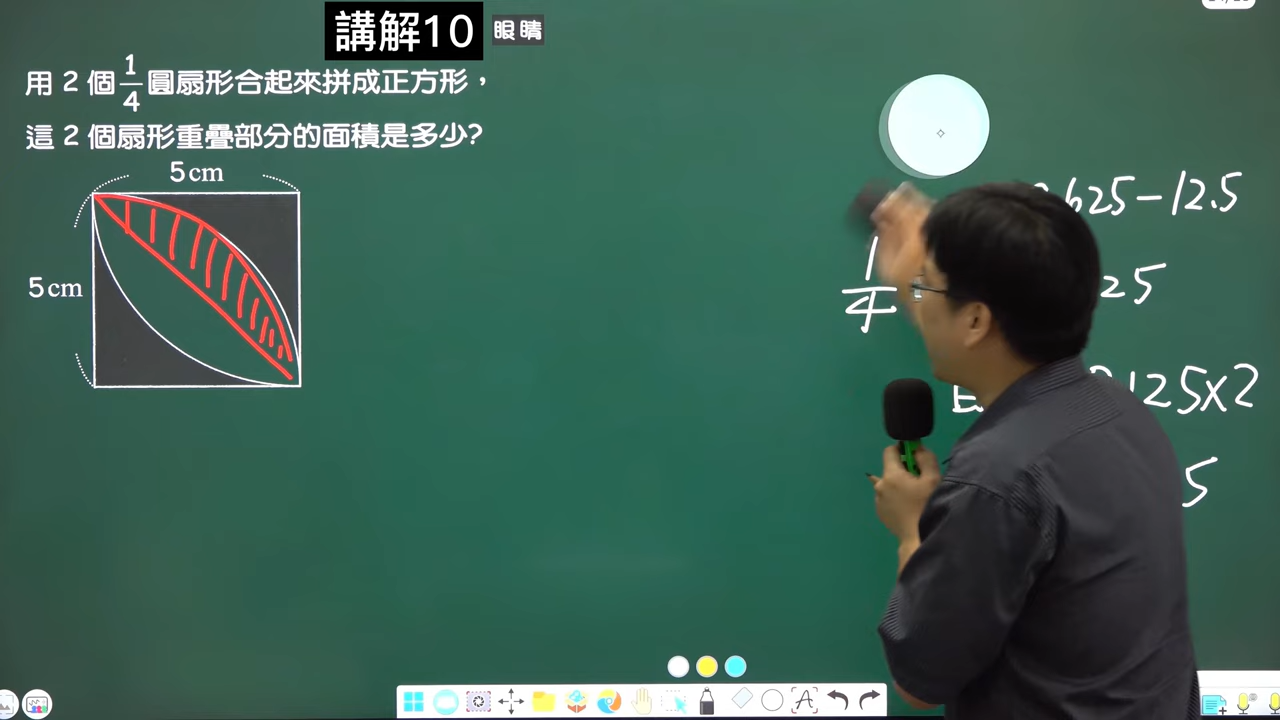 講解10 眼睛
用 2 個 1/4 圓扇形合起來拼成正方形，
這 2 個扇形重疊部分的面積是多少?
5cm
5cm
625-12.5
1/4
25
125x2
5